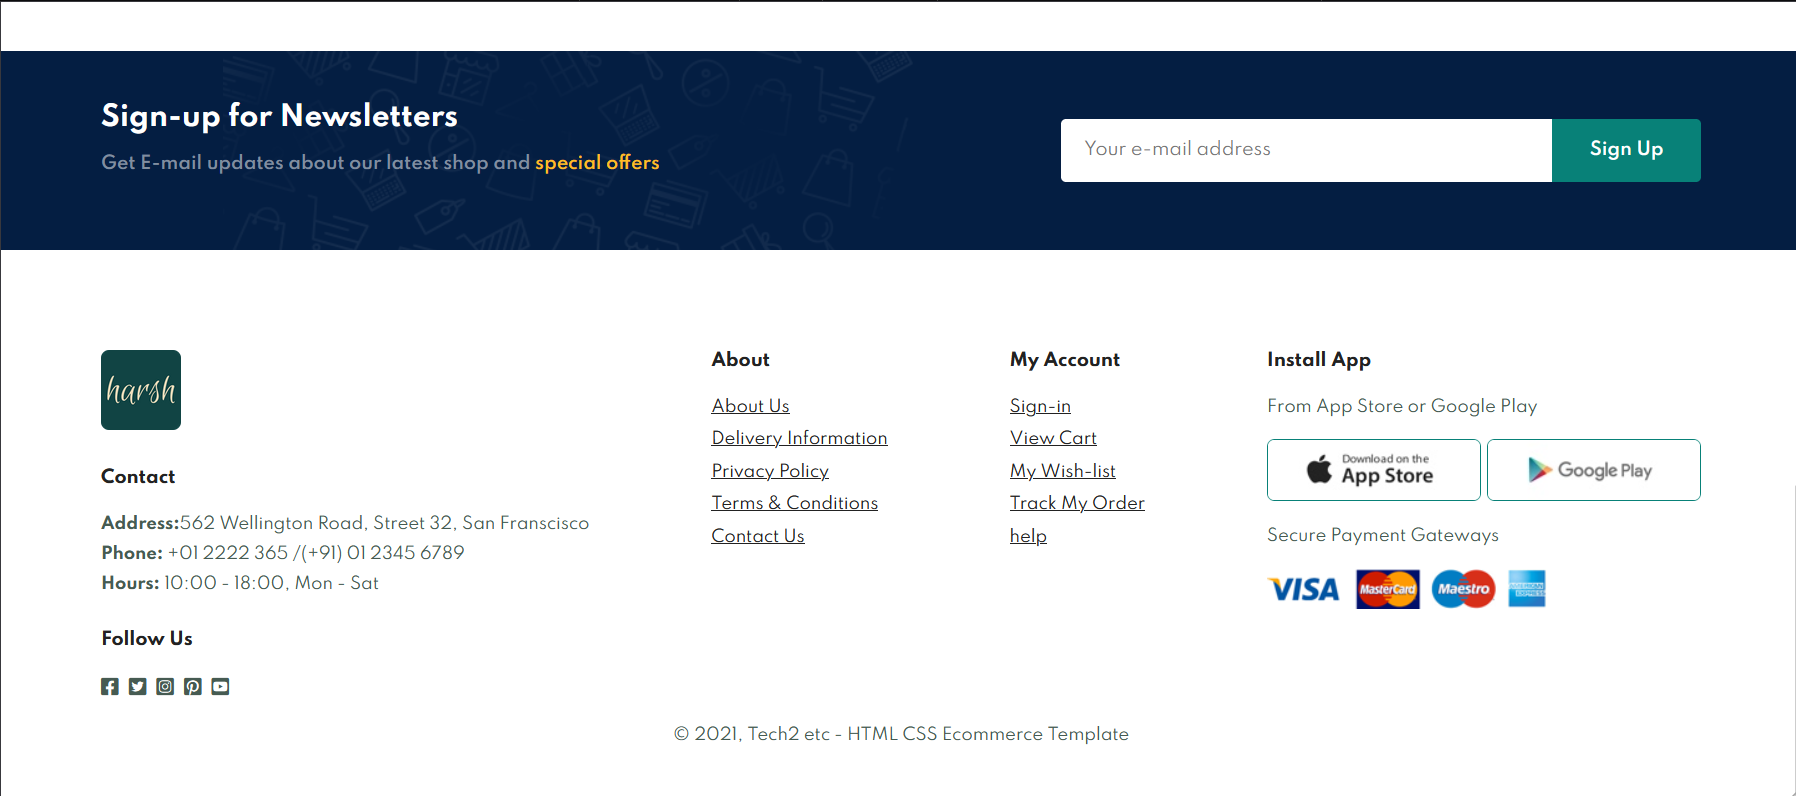 Sign-up for Newsletters
Get E-mail updates about our latest shop and special offers
Your e-mail address
Sign Up
harsh
Contact
Address:562 Wellington Road, Street 32, San Franscisco
Phone: +01 2222 365 /(+91) 01 2345 6789
Hours: 10:00 - 18:00, Mon - Sat
Follow Us
About
About Us
Delivery Information
Privacy Policy
Terms & Conditions
Contact Us
My Account
Sign-in
View Cart
My Wish-list
Track My Order
help
Install App
From App Store or Google Play
Download on the
App Store
Google Play
Secure Payment Gateways
VISA
MasterCard
Maestro
AMERICAN
EXPRESS
© 2021, Tech2 etc - HTML CSS Ecommerce Template